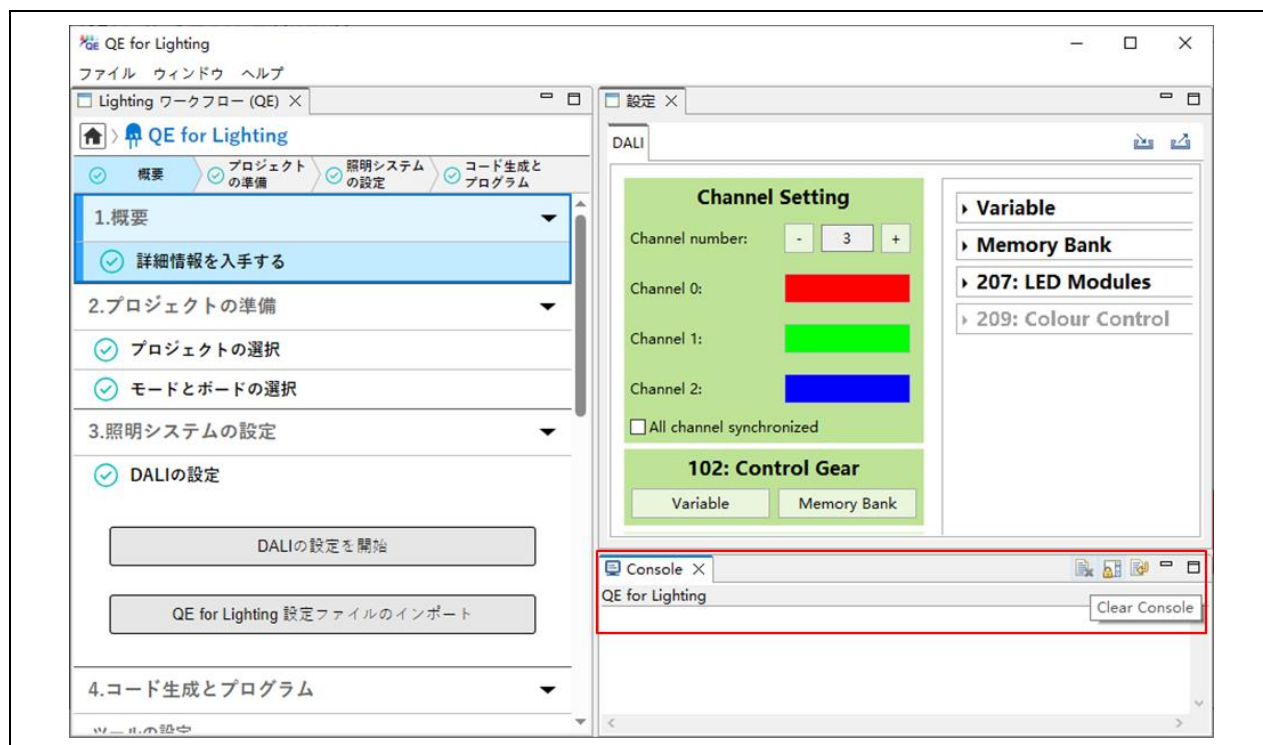 QE for Lighting
ファイル ウィンドウ ヘルプ
Lighting ワークフロー (QE)
QE for Lighting
概要
プロジェクト
の準備
照明システム
の設定
コード生成と
プログラム
1.概要
詳細情報を入手する
2.プロジェクトの準備
プロジェクトの選択
モードとボードの選択
3.照明システムの設定
DALIの設定
DALIの設定を開始
QE for Lighting 設定ファイルのインポート
4.コード生成とプログラム
ツールの設定
設定
DALI
Channel Setting
Channel number: - 3 +
Channel 0:
Channel 1:
Channel 2:
All channel synchronized
102: Control Gear
Variable Memory Bank
Variable
Memory Bank
207: LED Modules
209: Colour Control
Console
QE for Lighting
Clear Console